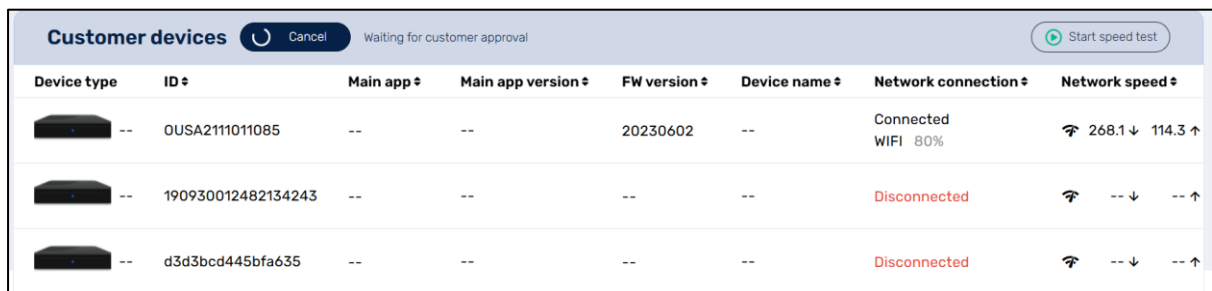 Customer devices Cancel Waiting for customer approval Start speed test
Device type ID Main app Main app version FW version Device name Network connection Network speed
-- 0USA2111011085 -- -- 20230602 -- Connected WIFI 80% 268.1 ↓ 114.3 ↑
-- 190930012482134243 -- -- -- -- Disconnected -- ↓ -- ↑
-- d3d3bcd445bfa635 -- -- -- -- Disconnected -- ↓ -- ↑